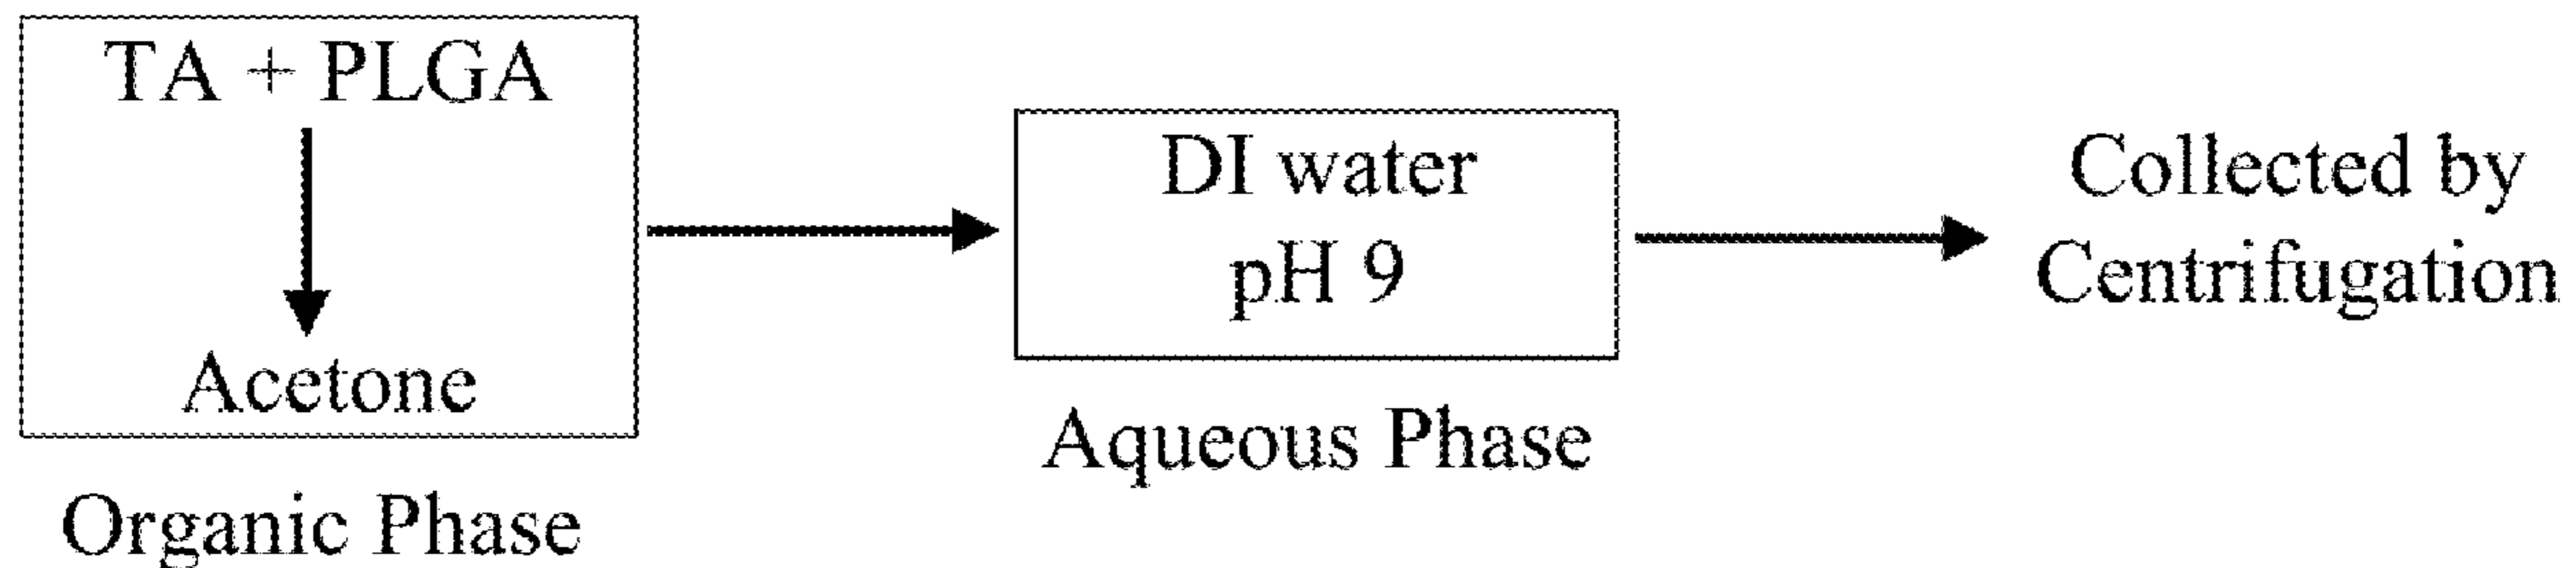 TA + PLGA
Acetone
Organic Phase
DI water
pH 9
Aqueous Phase
Collected by
Centrifugation